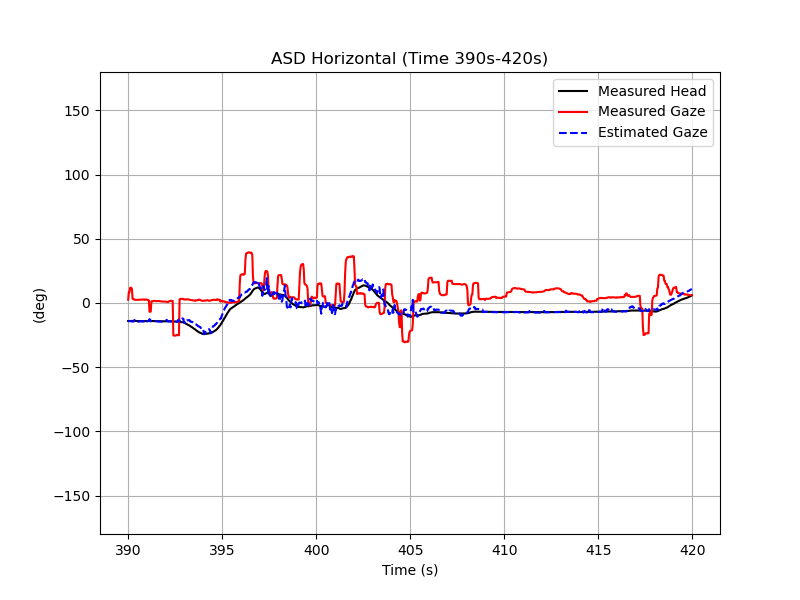 ASD Horizontal (Time 390s-420s)
Measured Head
Measured Gaze
Estimated Gaze
150
100
50
0
−50
−100
−150
(deg)
390 395 400 405 410 415 420
Time (s)